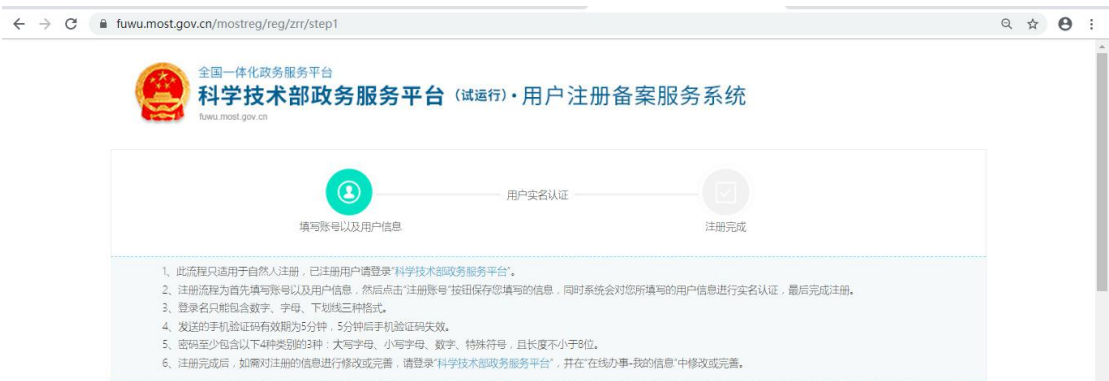 fuwu.most.gov.cn/mostreg/reg/zrr/step1
全国一体化政务服务平台
科学技术部政务服务平台（试运行）·用户注册备案服务系统
fuwu.most.gov.cn
用户实名认证
填写账号以及用户信息
注册完成
1、此流程只适用于自然人注册，已注册用户请登录“科学技术部政务服务平台”。
2、注册流程为首先填写账号以及用户信息，然后点击“注册账号”按钮保存您填写的信息，同时系统会对您所填写的用户信息进行实名认证，最后完成注册。
3、登录名只能包含数字、字母、下划线三种格式。
4、发送的手机验证码有效期为5分钟，5分钟后手机验证码失效。
5、密码至少包含以下4种类别的3种：大写字母、小写字母、数字、特殊符号，且长度不小于8位。
6、注册完成后，如需对注册的信息进行修改或完善，请登录“科学技术部政务服务平台”，并在“在线办事-我的信息”中修改或完善。